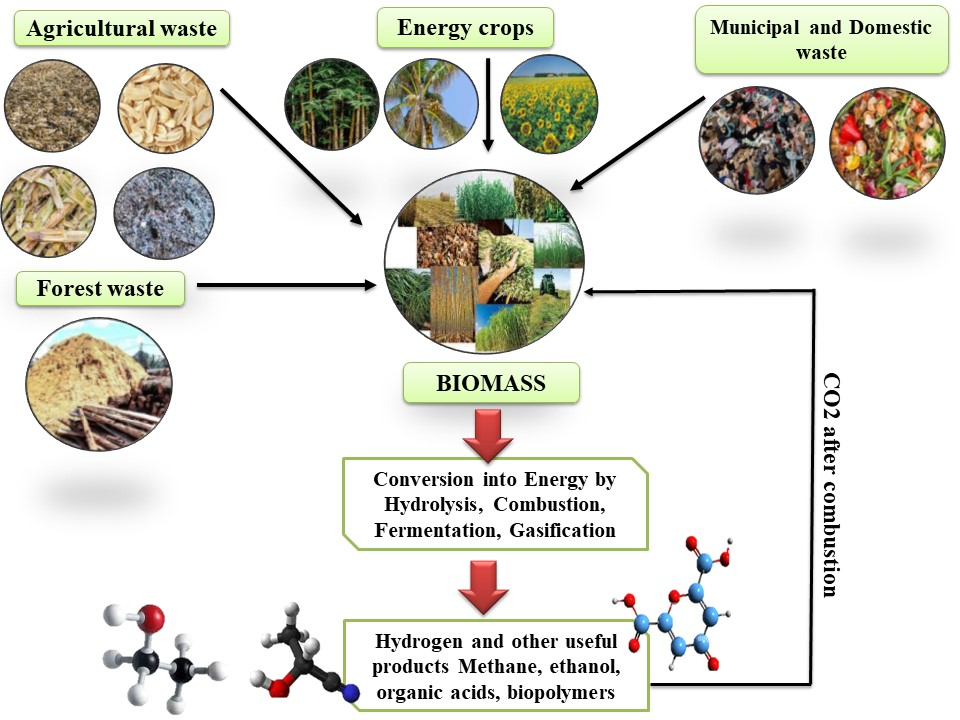 Agricultural waste
Energy crops
Municipal and Domestic
waste
Forest waste
BIOMASS
Conversion into Energy by
Hydrolysis, Combustion,
Fermentation, Gasification
CO2 after combustion
Hydrogen and other useful
products Methane, ethanol,
organic acids, biopolymers